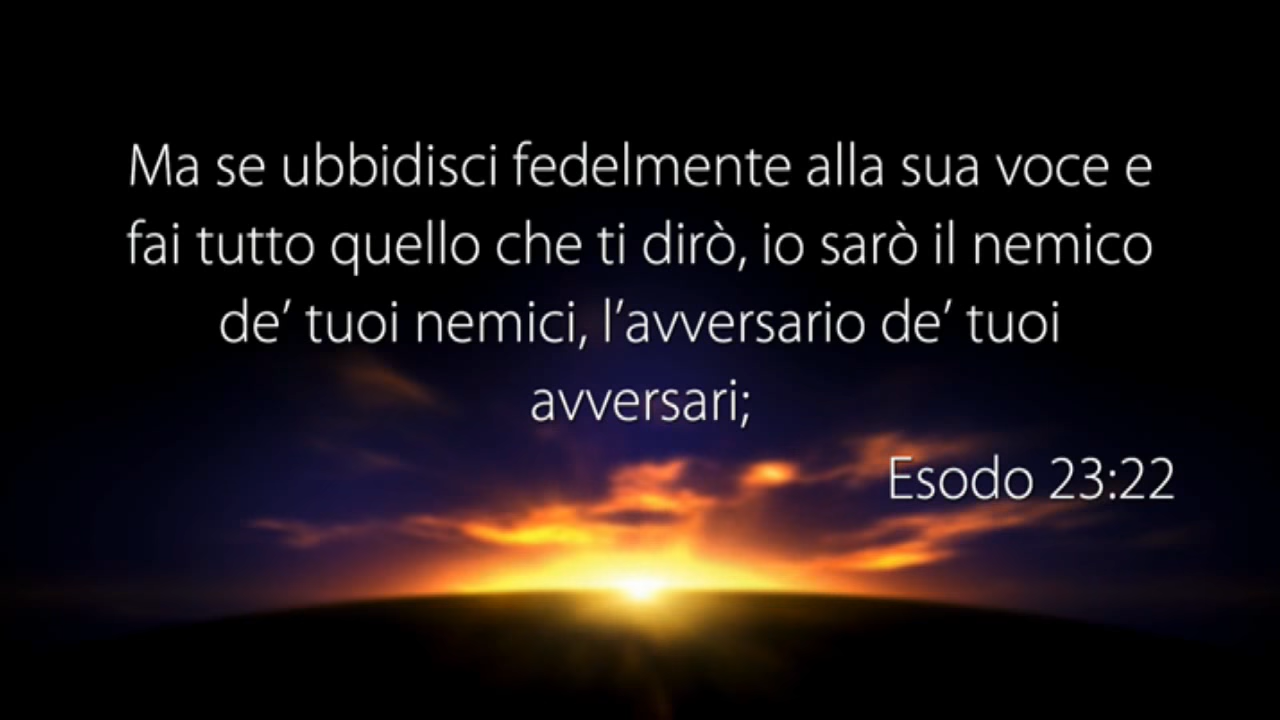 Ma se ubbidisci fedelmente alla sua voce e
fai tutto quello che ti dirò, io sarò il nemico
de’ tuoi nemici, l’avversario de’ tuoi
avversari;
Esodo 23:22